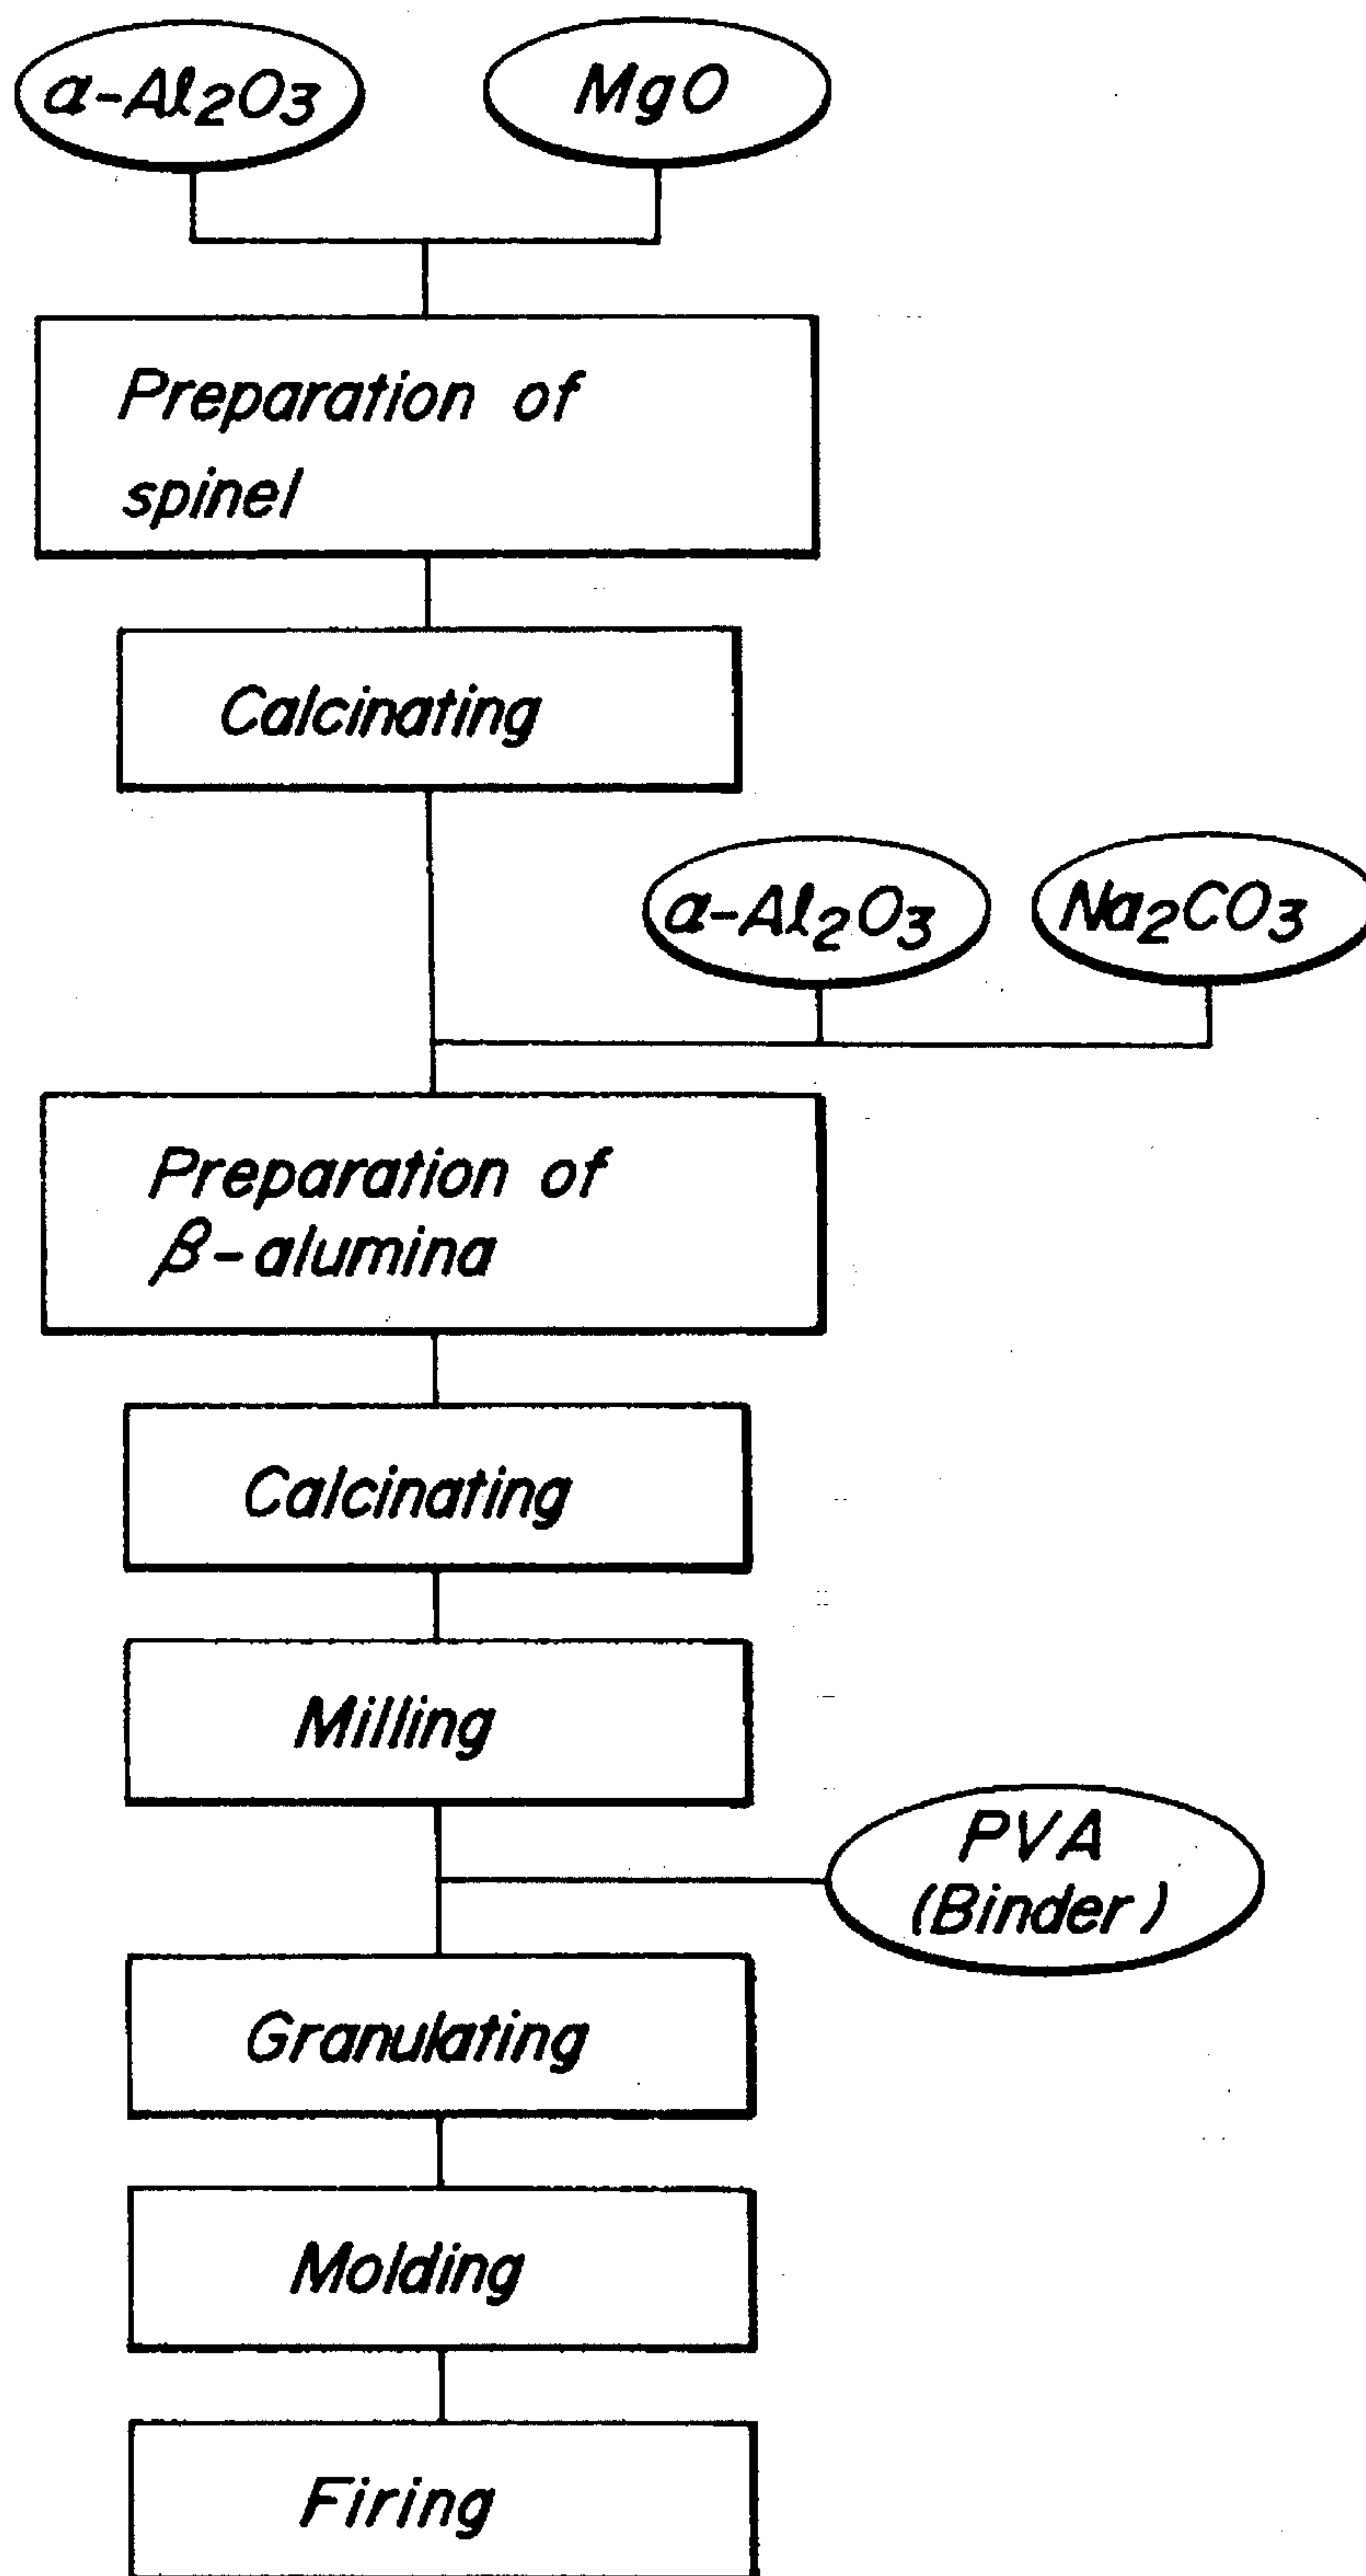 α-Al₂O₃
MgO
Preparation of
spinel
Calcinating
α-Al₂O₃
Na₂CO₃
Preparation of
β-alumina
Calcinating
Milling
PVA
(Binder)
Granulating
Molding
Firing